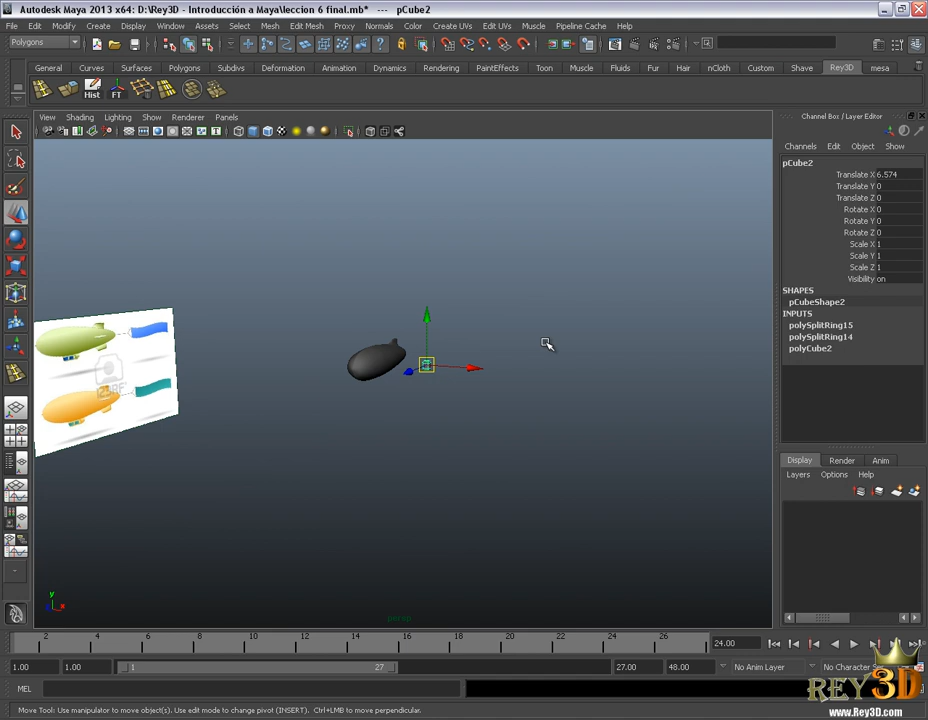 Autodesk Maya 2013 x64: D:\Rey3D - Introducción a Maya\leccion 6 final.mb* --- pCube2
File Edit Modify Create Display Window Assets Select Mesh Edit Mesh Proxy Normals Color Create UVs Edit UVs Muscle Pipeline Cache Help
Polygons
General Curves Surfaces Polygons Subdivs Deformation Animation Dynamics Rendering PaintEffects Toon Muscle Fluids Fur Hair nCloth Custom Shave Rey3D mesa
Hist FT
View Shading Lighting Show Renderer Panels
Channel Box / Layer Editor
Channels Edit Object Show
pCube2
Translate X 6.574
Translate Y 0
Translate Z 0
Rotate X 0
Rotate Y 0
Rotate Z 0
Scale X 1
Scale Y 1
Scale Z 1
Visibility on
SHAPES
pCubeShape2
INPUTS
polySplitRing15
polySplitRing14
polyCube2
Display Render Anim
Layers Options Help
y
x
persp
2 4 6 8 10 12 14 16 18 20 22 24 26
24.00
1.00 1.00 1 27 27.00 48.00 No Anim Layer No Character Se
MEL
Move Tool: Use manipulator to move object(s). Use edit mode to change pivot (INSERT). Ctrl+LMB to move perpendicular.
REY3D
www.Rey3D.com